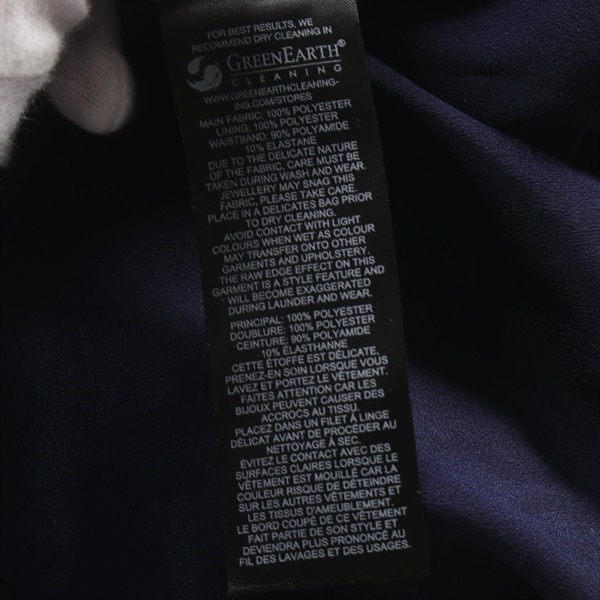 FOR BEST RESULTS, WE
RECOMMEND DRY CLEANING IN
GREENEARTH®
CLEANING
WWW.GREENEARTHCLEAN-
ING.COM/STORES
MAIN FABRIC: 100% POLYESTER
LINING: 100% POLYESTER
WAISTBAND: 90% POLYAMIDE
10% ELASTANE
DUE TO THE DELICATE NATURE
OF THE FABRIC, CARE MUST BE
TAKEN DURING WASH AND WEAR.
JEWELLERY MAY SNAG THIS
FABRIC, PLEASE TAKE CARE.
PLACE IN A DELICATES BAG PRIOR
TO DRY CLEANING.
AVOID CONTACT WITH LIGHT
COLOURS WHEN WET AS COLOUR
MAY TRANSFER ONTO OTHER
GARMENTS AND UPHOLSTERY.
THE RAW EDGE EFFECT ON THIS
GARMENT IS A STYLE FEATURE AND
WILL BECOME EXAGGERATED
DURING LAUNDER AND WEAR.
PRINCIPAL: 100% POLYESTER
DOUBLURE: 100% POLYESTER
CEINTURE: 90% POLYAMIDE
10% ÉLASTHANNE
CETTE ÉTOFFE EST DÉLICATE,
PRENEZ-EN SOIN LORSQUE VOUS
LAVEZ ET PORTEZ LE VÊTEMENT.
FAITES ATTENTION CAR LES
BIJOUX PEUVENT CAUSER DES
ACCROCS AU TISSU.
PLACEZ DANS UN FILET À LINGE
DÉLICAT AVANT DE PROCÉDER AU
NETTOYAGE À SEC.
ÉVITEZ LE CONTACT AVEC DES
SURFACES CLAIRES LORSQUE LE
VÊTEMENT EST MOUILLÉ CAR LA
COULEUR RISQUE DE DÉTEINDRE
SUR LES AUTRES VÊTEMENTS ET
LES TISSUS D'AMEUBLEMENT.
LE BORD COUPÉ DE CE VÊTEMENT
FAIT PARTIE DE SON STYLE ET
DEVIENDRA PLUS PRONONCÉ AU
FIL DES LAVAGES ET DES USAGES.